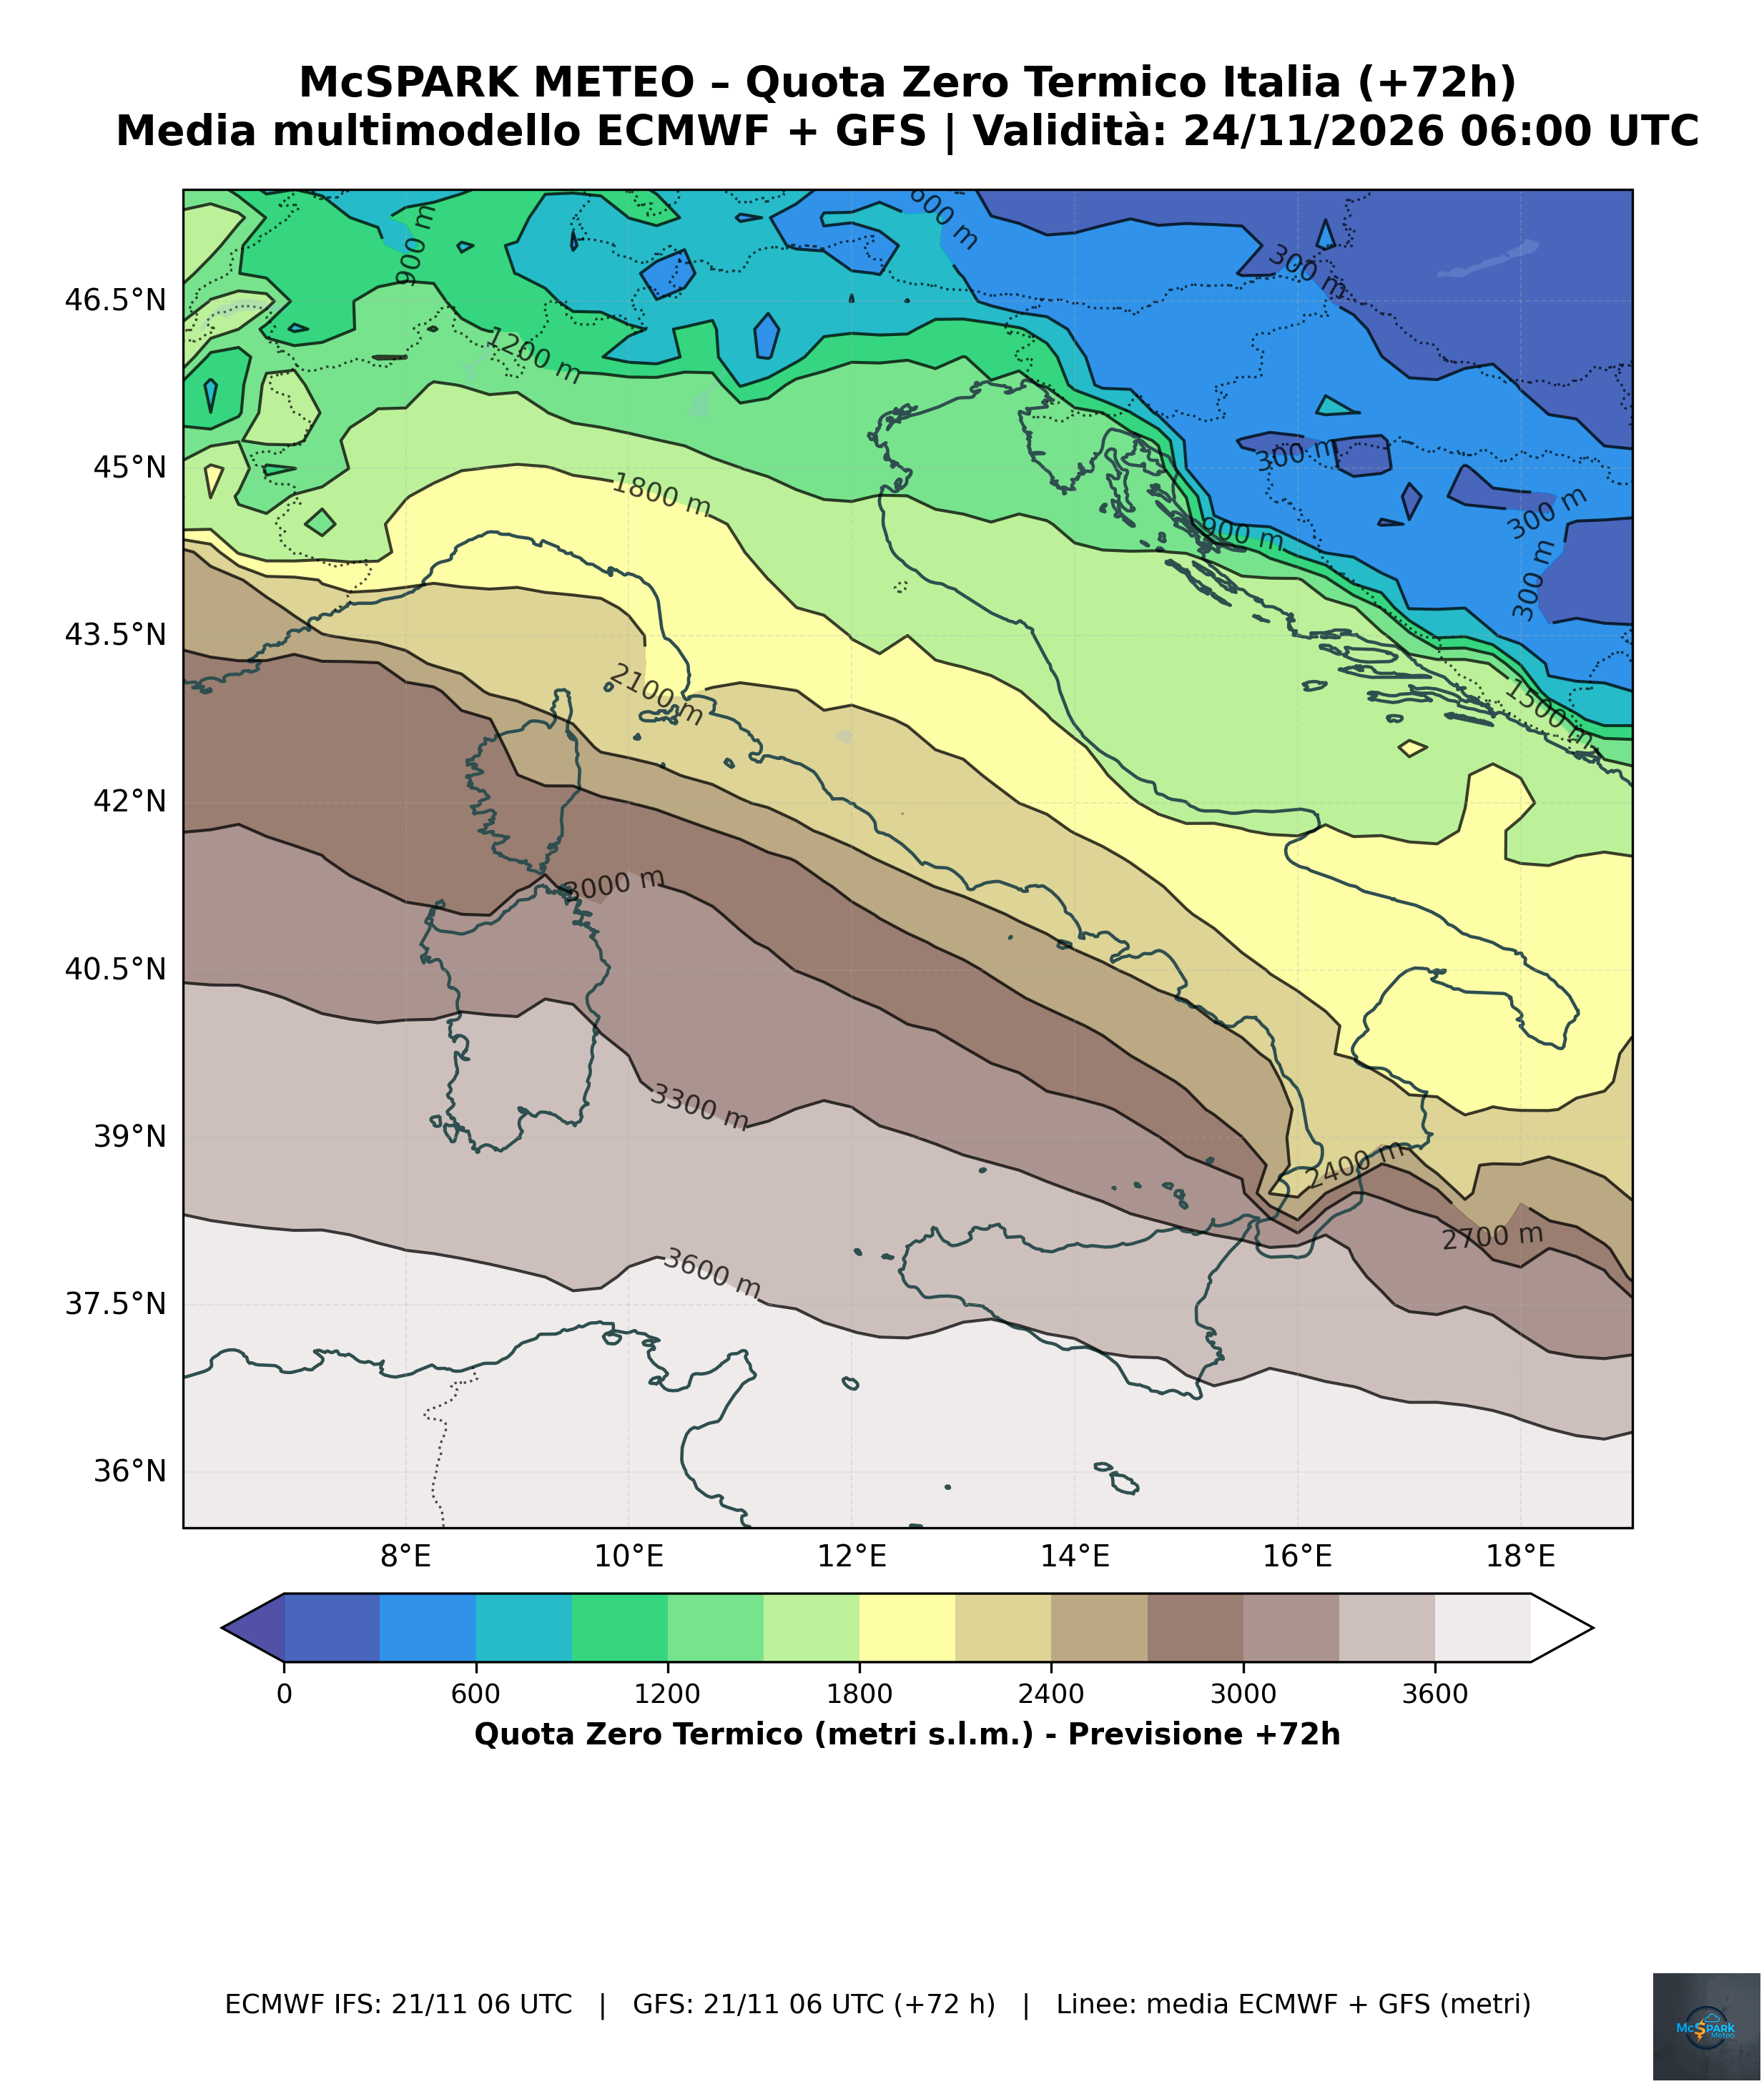 McSPARK METEO – Quota Zero Termico Italia (+72h)
Media multimodello ECMWF + GFS | Validità: 24/11/2026 06:00 UTC
600 m
900 m
300 m
46.5°N
1200 m
45°N
300 m
1800 m
300 m
900 m
300 m
43.5°N
2100 m
1500 m
42°N
3000 m
40.5°N
3300 m
39°N
2400 m
2700 m
3600 m
37.5°N
36°N
8°E 10°E 12°E 14°E 16°E 18°E
0 600 1200 1800 2400 3000 3600
Quota Zero Termico (metri s.l.m.) - Previsione +72h
ECMWF IFS: 21/11 06 UTC | GFS: 21/11 06 UTC (+72 h) | Linee: media ECMWF + GFS (metri)
McSPARK
Meteo